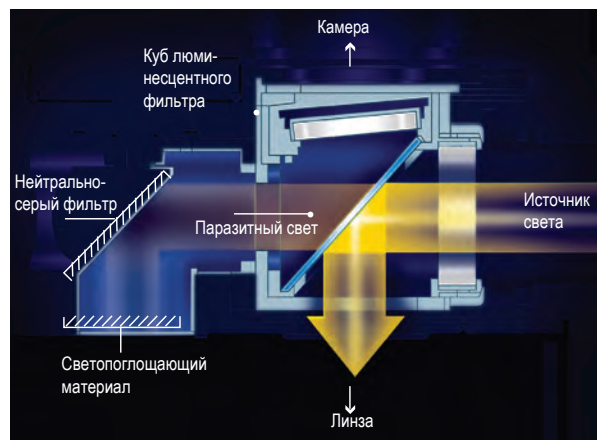 Камера
Куб люми-
несцентного
фильтра
Нейтрально-
серый фильтр
Паразитный свет
Источник
света
Светопоглощающий
материал
Линза